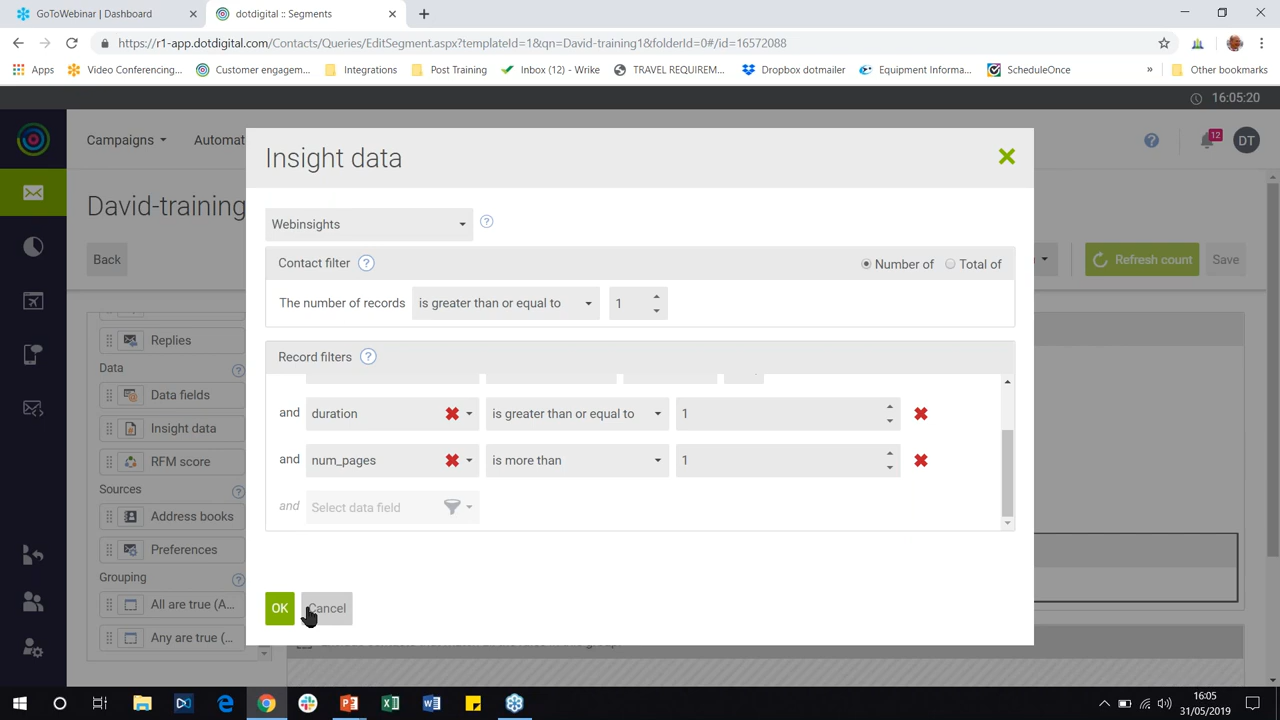 GoToWebinar | Dashboard
dotdigital :: Segments
https://r1-app.dotdigital.com/Contacts/Queries/EditSegment.aspx?templateId=1&qn=David-training1&folderId=0#/id=16572088
Apps
Video Conferencing...
Customer engagem...
Integrations
Post Training
Inbox (12) - Wrike
TRAVEL REQUIREM...
Dropbox dotmailer
Equipment Informa...
ScheduleOnce
»
Other bookmarks
16:05:20
Campaigns
Automat
12
DT
David-training
Back
Refresh count
Save
Insight data
Webinsights
Contact filter
Number of
Total of
The number of records
is greater than or equal to
1
Record filters
and duration is greater than or equal to 1
and num_pages is more than 1
and Select data field
OK
Cancel
Replies
Data
Data fields
Insight data
RFM score
Sources
Address books
Preferences
Grouping
All are true (A...
Any are true (...
16:05
31/05/2019